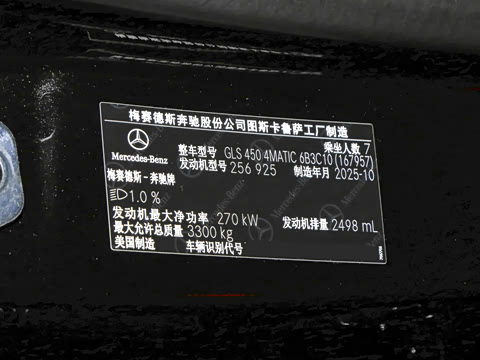 梅赛德斯奔驰股份公司图斯卡鲁萨工厂制造
乘坐人数 7
Mercedes-Benz
整车型号 GLS 450 4MATIC 6B3C10 (167957)
发动机型号 256 925
制造年月 2025-10
梅赛德斯－奔驰牌
1.0 %
发动机最大净功率 270 kW
发动机排量 2498 mL
最大允许总质量 3300 kg
美国制造 车辆识别代号